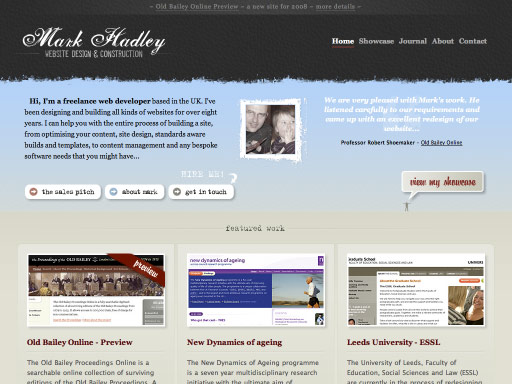 ~ Old Bailey Online Preview ~ a new site for 2008 ~ more details ~
Mark Hadley
WEBSITE DESIGN & CONSTRUCTION
Home Showcase Journal About Contact
Hi, I'm a freelance web developer based in the UK. I've
been designing and building all kinds of websites for over eight
years. I can help you with the entire process of building a site,
from optimising your content, site design, standards aware
builds and templates, to content management and any bespoke
software needs that you might have...
We are very pleased with Mark's work. He
listened carefully to our requirements and
came up with an excellent redesign of our
website...
Professor Robert Shoemaker - Old Bailey Online
HIRE ME!
the sales pitch
about mark
get in touch
view my showcase
featured work
The Proceedings of the OLD BAILEY
preview
new dynamics of ageing
Graduate School
Old Bailey Online - Preview
New Dynamics of ageing
Leeds University - ESSL
The Old Bailey Proceedings Online is a
searchable online collection of surviving
editions of the Old Bailey Proceedings. A
The New Dynamics of Ageing programme
is a seven year multidisciplinary research
initiative with the ultimate aim of
The University of Leeds, Faculty of
Education, Social Sciences and Law (ESSL)
are currently in the process of redesigning